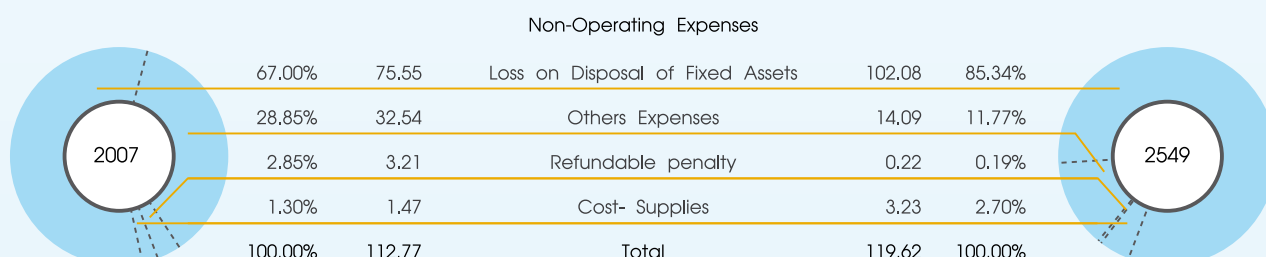 Non-Operating Expenses
67.00% 75.55 Loss on Disposal of Fixed Assets 102.08 85.34%
28.85% 32.54 Others Expenses 14.09 11.77%
2007 2.85% 3.21 Refundable penalty 0.22 0.19% 2549
1.30% 1.47 Cost- Supplies 3.23 2.70%
100.00% 112.77 Total 119.62 100.00%